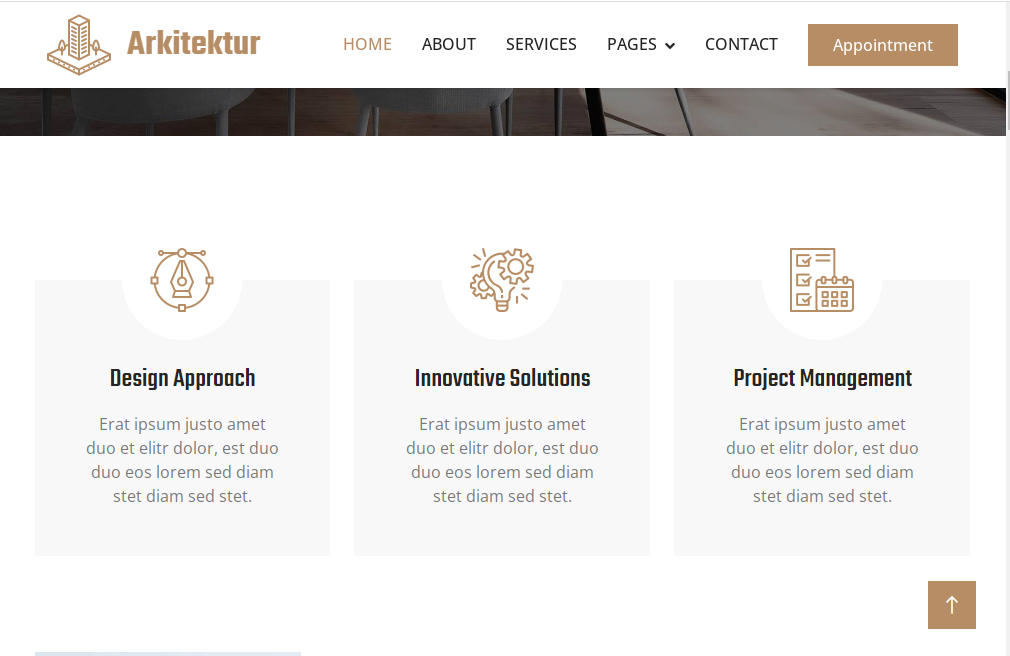 Arkitektur
HOME ABOUT SERVICES PAGES CONTACT Appointment
Design Approach
Erat ipsum justo amet
duo et elitr dolor, est duo
duo eos lorem sed diam
stet diam sed stet.
Innovative Solutions
Erat ipsum justo amet
duo et elitr dolor, est duo
duo eos lorem sed diam
stet diam sed stet.
Project Management
Erat ipsum justo amet
duo et elitr dolor, est duo
duo eos lorem sed diam
stet diam sed stet.